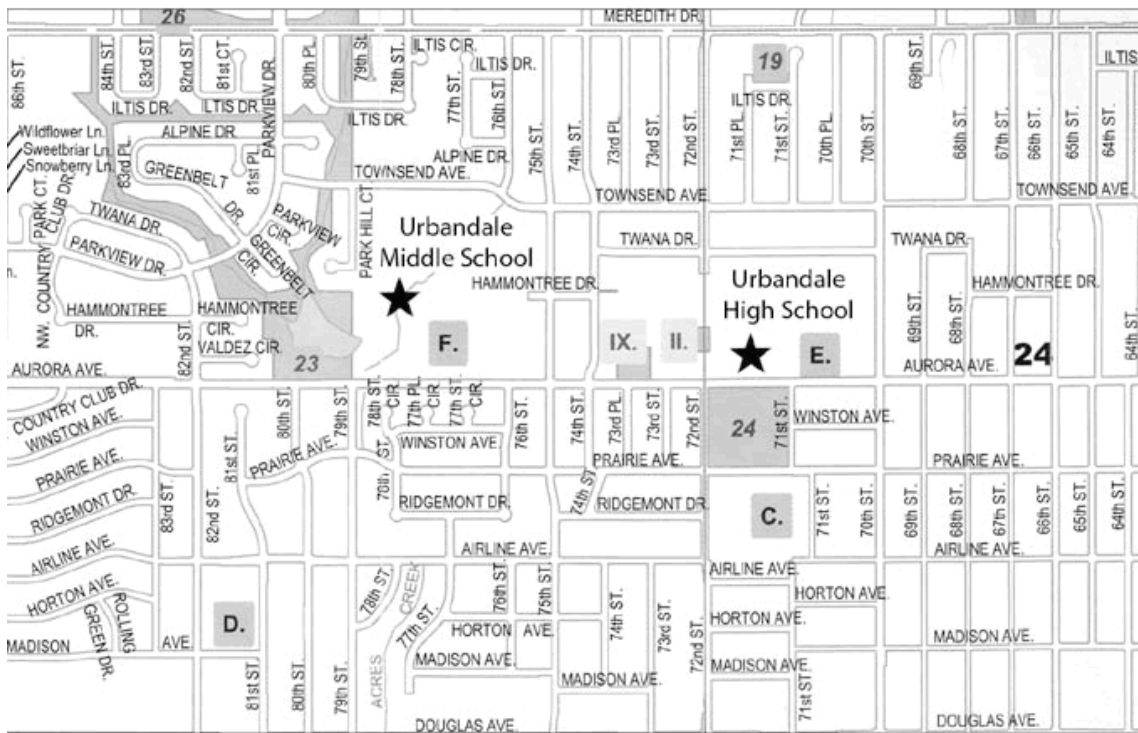 26
MEREDITH DR.
86th ST.
84th ST.
83rd ST.
82nd ST.
81st CT.
PARKVIEW DR.
80th PL.
79th St.
78th ST.
ILTIS CIR.
ILTIS DR.
77th ST.
76th ST.
75th ST.
74th ST.
73rd PL.
73rd ST.
72nd ST.
19
71st PL.
ILTIS DR.
71st ST.
70th PL.
70th ST.
69th ST.
68th ST.
67th ST.
66th ST.
65th ST.
64th ST.
ILTIS
ILTIS DR.
ILTIS DR.
ILTIS DR.
Wildflower Ln.
Sweetbriar Ln.
Snowberry Ln.
ALPINE DR.
83rd PL.
81st PL.
GREENBELT
DR.
ALPINE DR.
TOWNSEND AVE.
TOWNSEND AVE.
TOWNSEND AVE.
NW. COUNTRY PARK CT.
CLUB DR.
TWANA DR.
PARKVIEW DR.
PARKVIEW
CIR.
GREENBELT
CIR.
PARK HILL CT.
Urbandale
Middle School
TWANA DR.
TWANA DR.
HAMMONTREE DR.
Urbandale
High School
HAMMONTREE DR.
HAMMONTREE
DR.
HAMMONTREE
CIR.
VALDEZ CIR.
82nd ST.
23
F.
IX.
II.
E.
69th ST.
68th ST.
24
64th ST.
AURORA AVE.
AURORA AVE.
COUNTRY CLUB DR.
WINSTON AVE.
PRAIRIE AVE.
RIDGEMONT DR.
AIRLINE AVE.
HORTON AVE.
80th ST.
79th ST.
78th ST.
CIR.
77th PL.
CIR.
77th ST.
CIR.
76th ST.
74th ST.
73rd PL.
73rd ST.
72nd ST.
24
71st ST.
WINSTON AVE.
WINSTON AVE.
81st ST.
PRAIRIE AVE.
PRAIRIE AVE.
PRAIRIE AVE.
83rd ST.
82nd ST.
78th ST.
RIDGEMONT DR.
74th ST.
RIDGEMONT DR.
C.
71st ST.
70th ST.
69th ST.
68th ST.
67th ST.
66th ST.
65th ST.
64th ST.
AIRLINE AVE.
AIRLINE AVE.
AIRLINE AVE.
78th ST.
CREEK
77th ST.
76th ST.
75th ST.
74th ST.
73rd ST.
HORTON AVE.
HORTON AVE.
HORTON AVE.
ROLLING
GREEN DR.
MADISON AVE.
D.
MADISON AVE.
MADISON AVE.
MADISON AVE.
MADISON AVE.
81st ST.
80th ST.
79th ST.
ACRES
72nd ST.
71st ST.
DOUGLAS AVE.
DOUGLAS AVE.